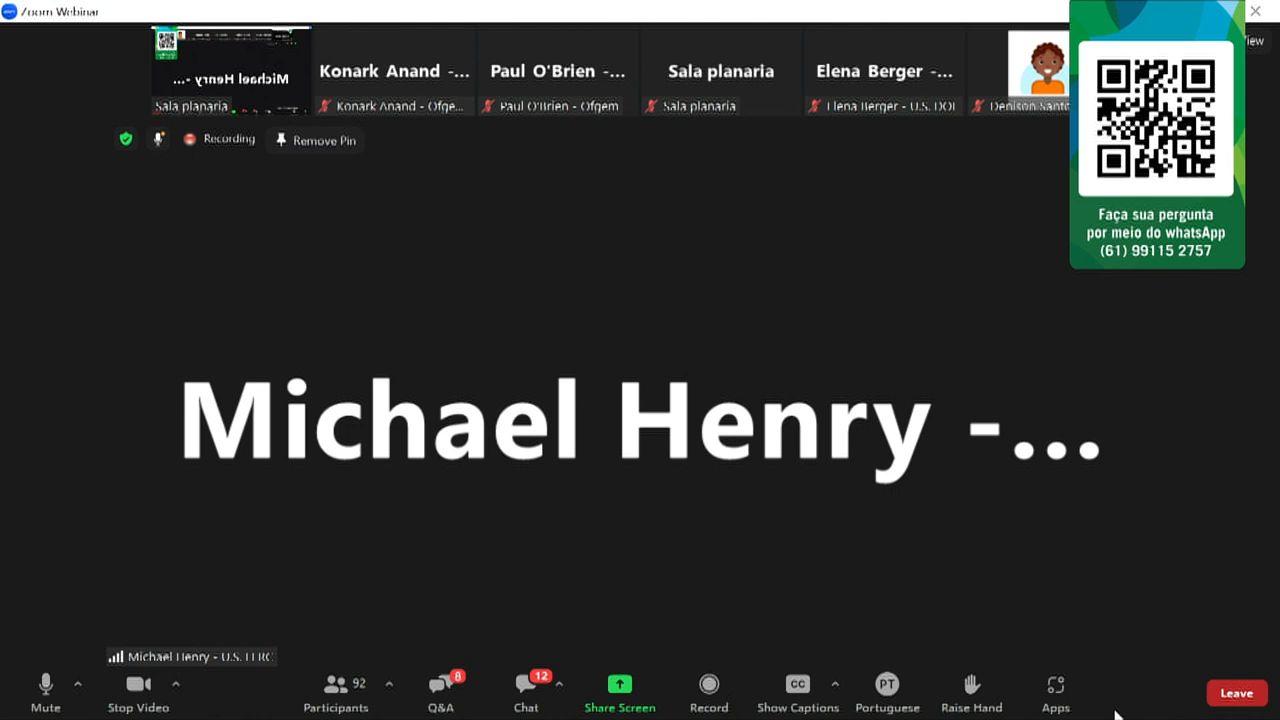 Zoom Webinar
Michael Henry -...
Sala planaria
Konark Anand -...
Konark Anand - Ofge...
Paul O'Brien -...
Paul O'Brien - Ofgem
Sala planaria
Sala planaria
Elena Berger -...
Elena Berger - U.S. DOI
Denison Santo
View
Recording
Remove Pin
Faça sua pergunta
por meio do whatsApp
(61) 99115 2757
Michael Henry -...
Michael Henry - U.S. FERC
Mute
Stop Video
92
Participants
8
Q&A
12
Chat
Share Screen
Record
CC
Show Captions
PT
Portuguese
Raise Hand
Apps
Leave